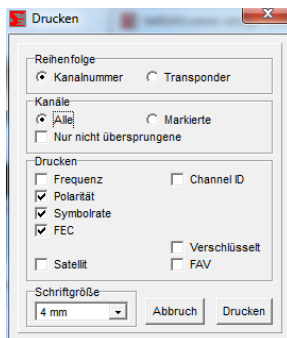 Drucken
Reihenfolge
Kanalnummer Transponder
Kanäle
Alle Markierte
Nur nicht übersprungene
Drucken
Frequenz Channel ID
Polarität
Symbolrate
FEC
Verschlüsselt
Satellit FAV
Schriftgröße
4 mm Abbruch Drucken